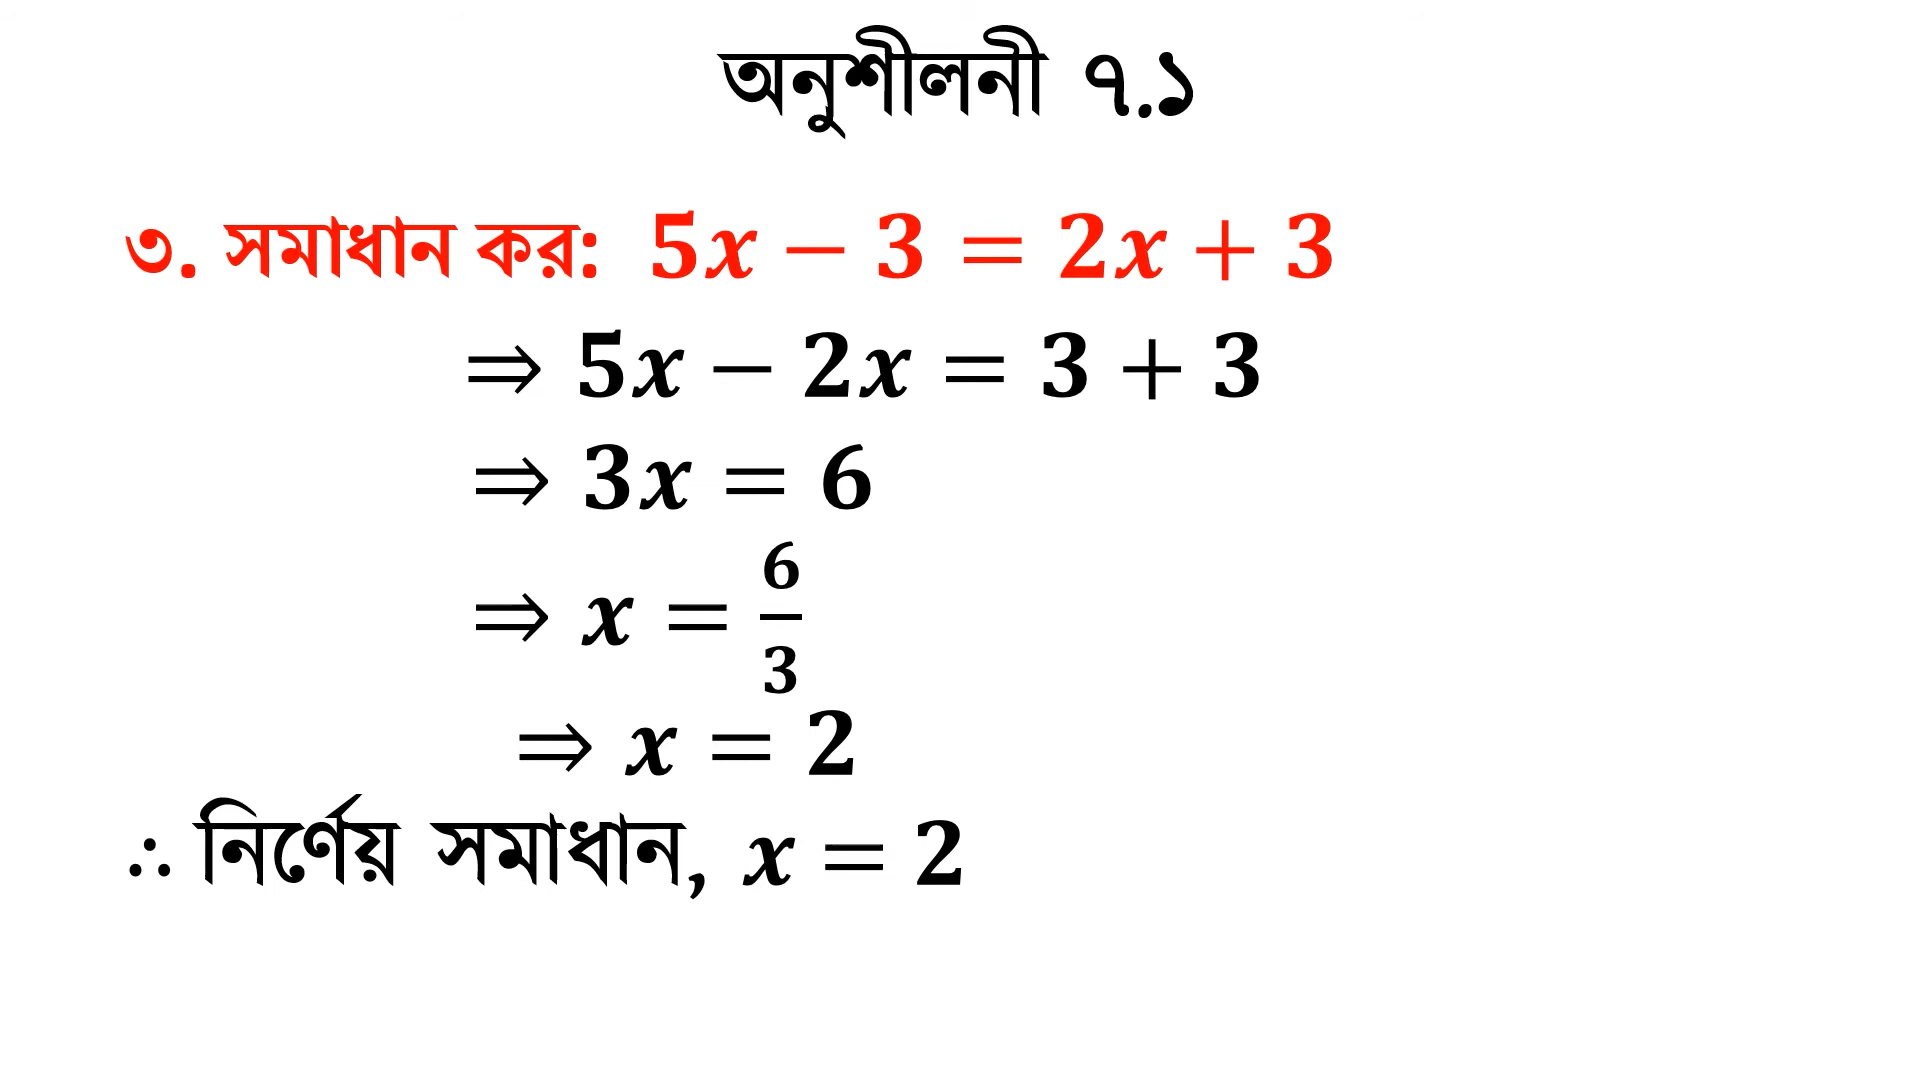 অনুশীলনী ৭.১
৩. সমাধান কর: 5x − 3 = 2x + 3
⇒ 5x − 2x = 3 + 3
⇒ 3x = 6
⇒ x = 6/3
⇒ x = 2
∴ নির্ণেয় সমাধান, x = 2